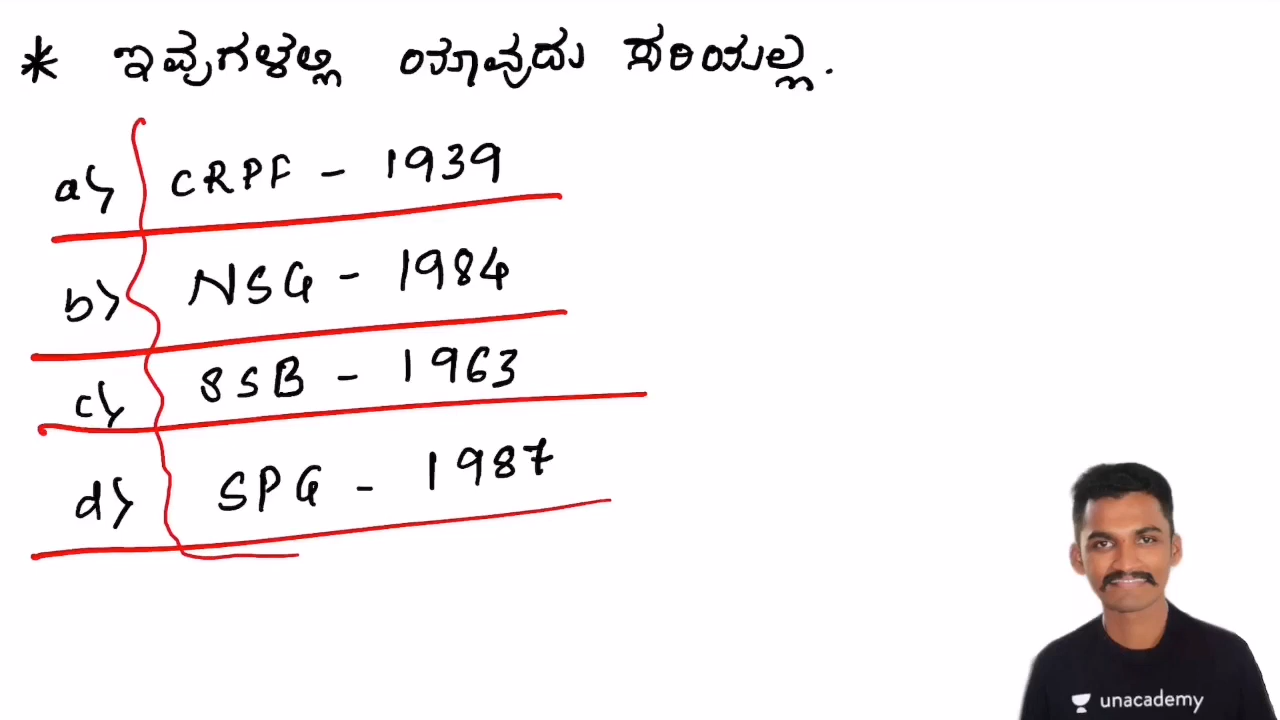 * ಇವುಗಳಲ್ಲಿ ಯಾವುದು ಸರಿಯಲ್ಲ.
a) CRPF - 1939
b) NSG - 1984
c) SSB - 1963
d) SPG - 1987
unacademy